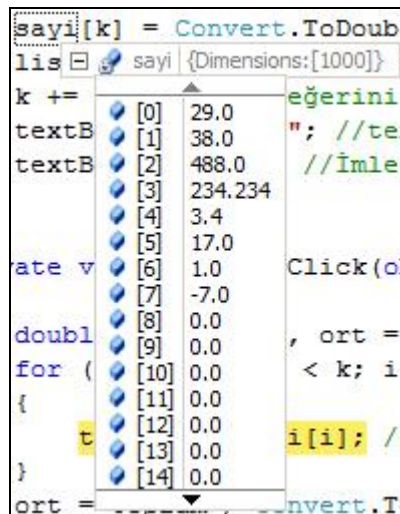 sayi[k] = Convert.ToDoub
lis sayi {Dimensions:[1000]}
k += eğerini
[0] 29.0
textB [1] 38.0 "; //te
[2] 488.0
textB [3] 234.234 //İmle
[4] 3.4
[5] 17.0
vate v [6] 1.0 Click(o
[7] -7.0
[8] 0.0
doubl [9] 0.0 , ort =
for ( [10] 0.0 < k; i
{ [11] 0.0
[12] 0.0
t [13] 0.0 i[i]; /
} [14] 0.0
ort = nvert.T